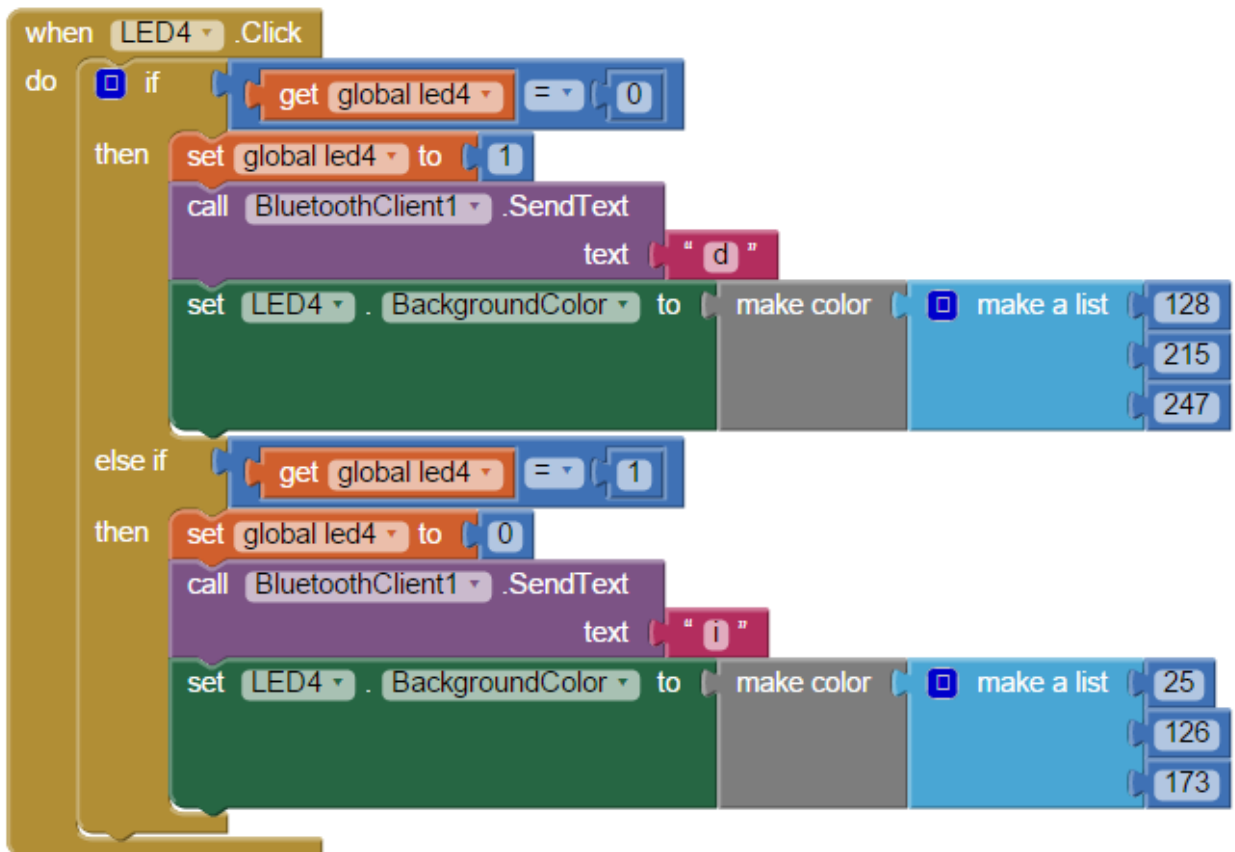 when LED4 .Click
do if get global led4 = 0
then set global led4 to 1
call BluetoothClient1 .SendText
text " d "
set LED4 . BackgroundColor to make color make a list 128
215
247
else if get global led4 = 1
then set global led4 to 0
call BluetoothClient1 .SendText
text " i "
set LED4 . BackgroundColor to make color make a list 25
126
173